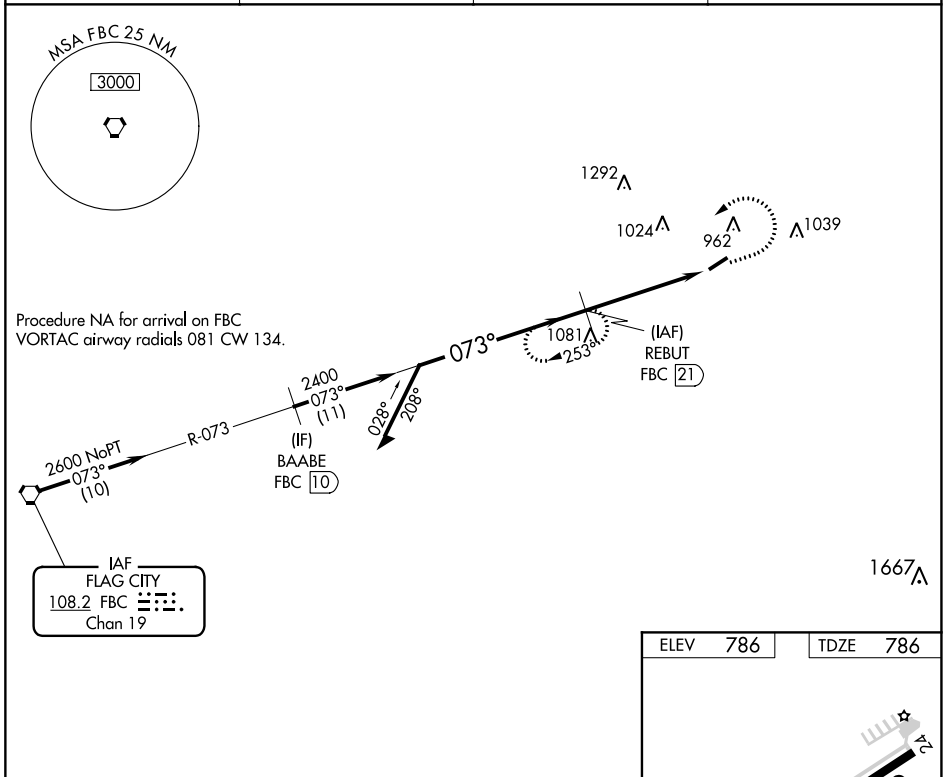 MSA FBC 25 NM
3000
1292
1024
962
1039
Procedure NA for arrival on FBC
VORTAC airway radials 081 CW 134.
1081
253°
(IAF)
REBUT
FBC 21
073°
2400
073°
(11)
028°
208°
R-073
(IF)
BAABE
FBC 10
2600 NoPT
073°
(10)
IAF
FLAG CITY
108.2 FBC
Chan 19
1667
ELEV 786
TDZE 786
24